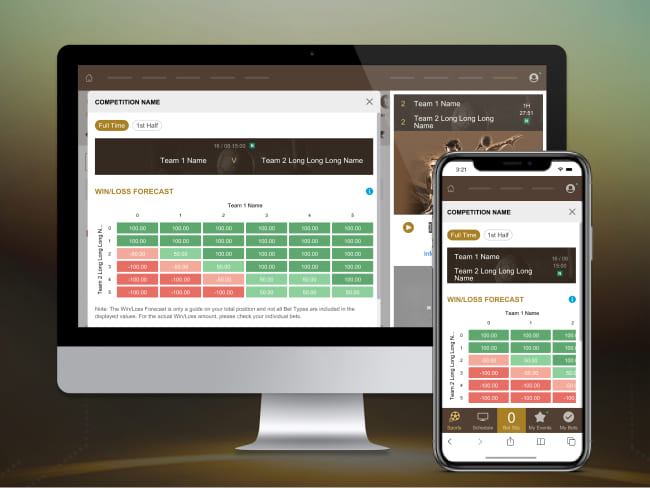 COMPETITION NAME
Full Time 1st Half
16 / 08 15:00 N
Team 1 Name V Team 2 Long Long Long Name
WIN/LOSS FORECAST
Team 1 Name
0 1 2 3 4 5
Team 2 Long Long Long N...
0 100.00 100.00 100.00 100.00 100.00 100.00
1 100.00 100.00 100.00 100.00 100.00 100.00
2 -50.00 50.00 100.00 100.00 100.00 100.00
3 -100.00 -50.00 50.00 100.00 100.00 100.00
4 -100.00 -100.00 -50.00 50.00 100.00 100.00
5 -100.00 -100.00 -100.00 50.00 50.00 50.00
Note: The Win/Loss Forecast is only a guide on your total position and not all Bet Types are included in the
displayed values. For the actual Win/Loss amount, please check your individual bets.
2 Team 1 Name
2 Team 2 Long Long Long
Name
1H
27:51
N
3:21
COMPETITION NAME
Full Time 1st Half
Team 1 Name
Team 2 Long Long Long
Name
16 / 08
15:00
N
WIN/LOSS FORECAST
Team 1 Name
0 1 2
Team 2 Long Long Long N...
0 100.00 100.00 100.0
1 100.00 100.00 100.0
2 -50.00 50.00 100.0
3 -100.00 -50.00 50.00
4 -100.00 -100.00 -50.0
5 -100.00 -100.00 -100.
Sports Schedule 0 Bet Slip My Events My Bets